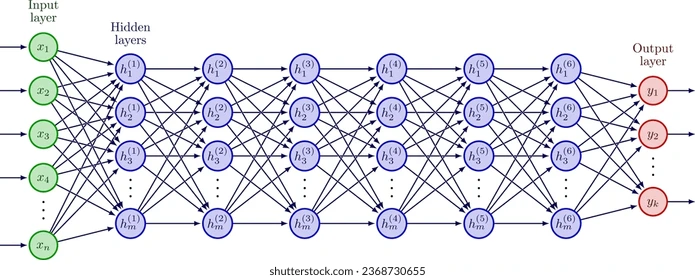 Input
layer
Hidden
layers
Output
layer
x₁
x₂
x₃
x₄
xₙ
h₁⁽¹⁾ h₁⁽²⁾ h₁⁽³⁾ h₁⁽⁴⁾ h₁⁽⁵⁾ h₁⁽⁶⁾
h₂⁽¹⁾ h₂⁽²⁾ h₂⁽³⁾ h₂⁽⁴⁾ h₂⁽⁵⁾ h₂⁽⁶⁾
h₃⁽¹⁾ h₃⁽²⁾ h₃⁽³⁾ h₃⁽⁴⁾ h₃⁽⁵⁾ h₃⁽⁶⁾
hₘ⁽¹⁾ hₘ⁽²⁾ hₘ⁽³⁾ hₘ⁽⁴⁾ hₘ⁽⁵⁾ hₘ⁽⁶⁾
y₁
y₂
yₖ
shutterstock.com · 2368730655